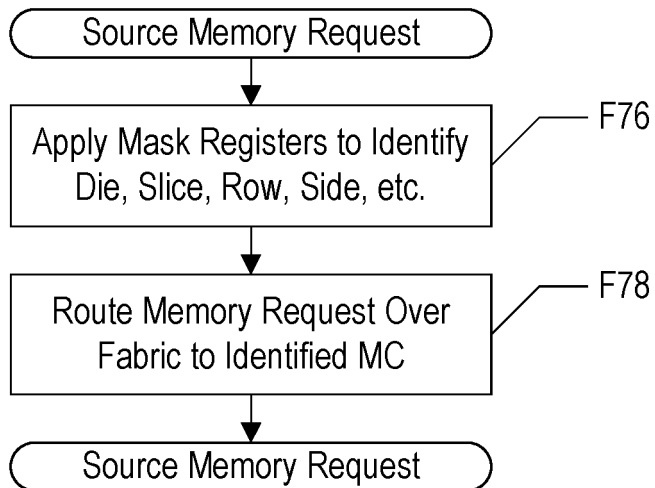 Source Memory Request
Apply Mask Registers to Identify
Die, Slice, Row, Side, etc.
F76
Route Memory Request Over
Fabric to Identified MC
F78
Source Memory Request